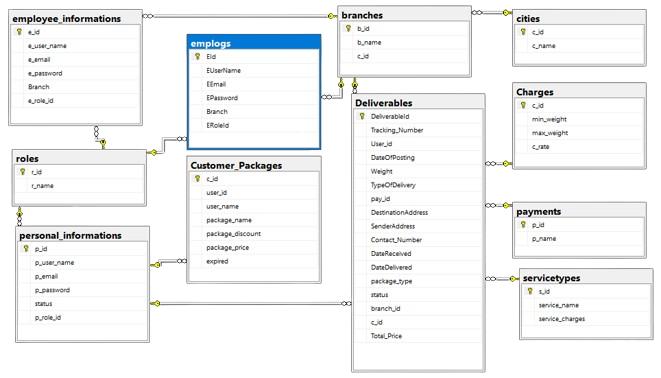 employee_informations
e_id
e_user_name
e_email
e_password
Branch
e_role_id
emplogs
EId
EUserName
EEmail
EPassword
Branch
ERoleId
branches
b_id
b_name
c_id
cities
c_id
c_name
roles
r_id
r_name
Customer_Packages
c_id
user_id
user_name
package_name
package_discount
package_price
expired
Deliverables
DeliverableId
Tracking_Number
User_id
DateOfPosting
Weight
TypeOfDelivery
pay_id
DestinationAddress
SenderAddress
Contact_Number
DateReceived
DateDelivered
package_type
status
branch_id
c_id
Total_Price
Charges
c_id
min_weight
max_weight
c_rate
payments
p_id
p_name
personal_informations
p_id
p_user_name
p_email
p_password
status
p_role_id
servicetypes
s_id
service_name
service_charges